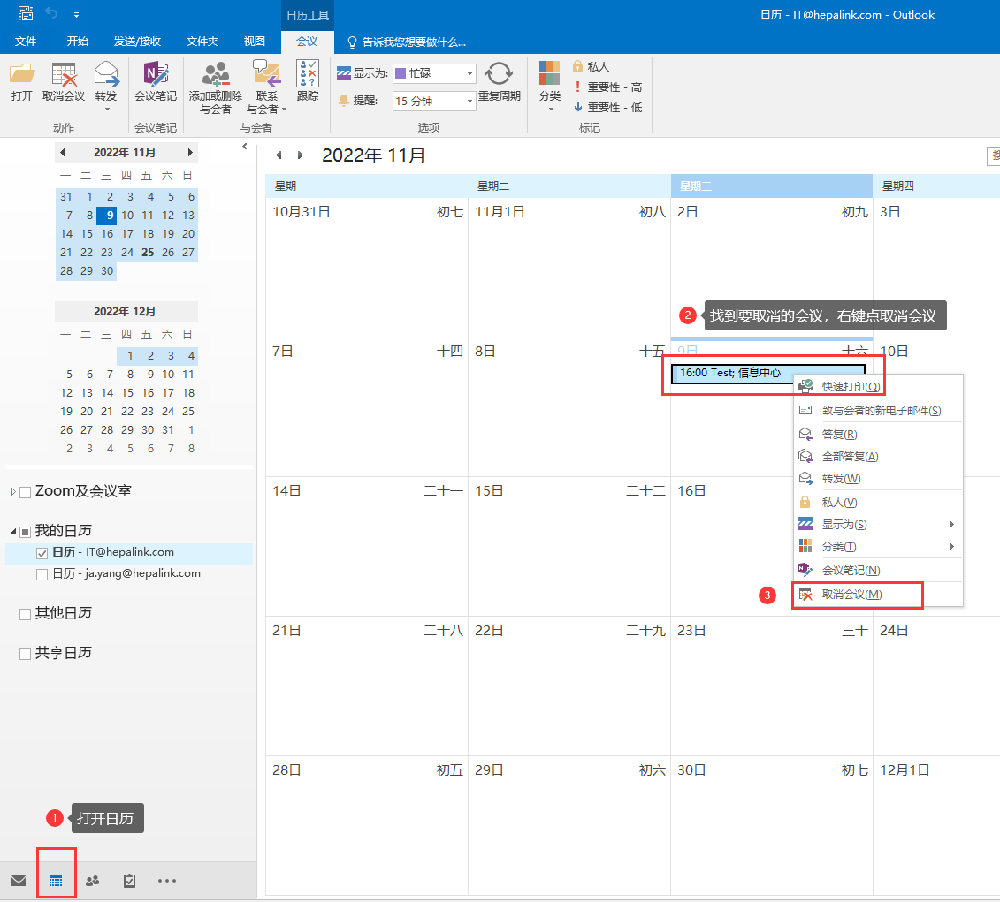 日历工具
日历 - IT@hepalink.com - Outlook
文件 开始 发送/接收 文件夹 视图 会议 告诉我您想要做什么...
打开 取消会议 转发
动作
会议笔记
会议笔记
添加或删除与会者 联系与会者 跟踪
与会者
显示为: 忙碌
提醒: 15 分钟
重复周期
选项
分类
私人
重要性 - 高
重要性 - 低
标记
2022年 11月
一 二 三 四 五 六 日
31 1 2 3 4 5 6
7 8 9 10 11 12 13
14 15 16 17 18 19 20
21 22 23 24 25 26 27
28 29 30
2022年 12月
一 二 三 四 五 六 日
1 2 3 4
5 6 7 8 9 10 11
12 13 14 15 16 17 18
19 20 21 22 23 24 25
26 27 28 29 30 31 1
2 3 4 5 6 7 8
Zoom及会议室
我的日历
日历 - IT@hepalink.com
日历 - ja.yang@hepalink.com
其他日历
共享日历
1 打开日历
2022年 11月
星期一 星期二 星期三 星期四
10月31日 初七 11月1日 初八 2日 初九 3日
2 找到要取消的会议，右键点取消会议
7日 十四 8日 十五 9日 十六 10日
16:00 Test; 信息中心
快速打印(Q)
致与会者的新电子邮件(S)
答复(R)
全部答复(A)
转发(W)
私人(V)
显示为(S)
分类(T)
会议笔记(N)
3 取消会议(M)
14日 二十一 15日 二十二 16日
21日 二十八 22日 二十九 23日 三十 24日
28日 初五 29日 初六 30日 初七 12月1日